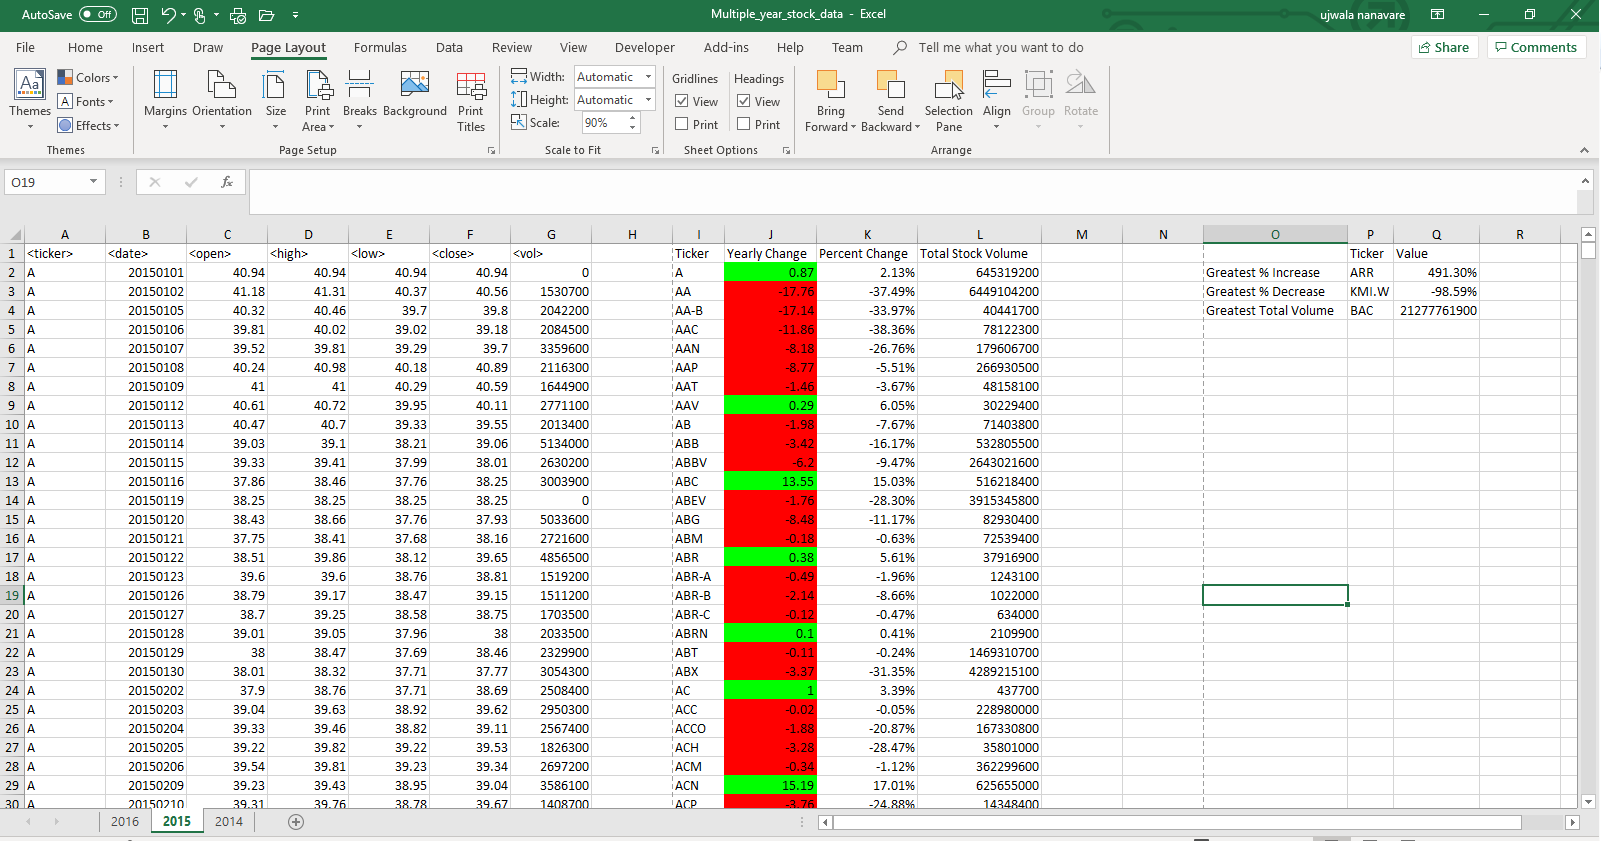 AutoSave Off Multiple_year_stock_data - Excel ujwala nanavare
File Home Insert Draw Page Layout Formulas Data Review View Developer Add-ins Help Team Tell me what you want to do Share Comments
Aa Colors Width: Automatic Gridlines Headings
Themes A Fonts Margins Orientation Size Print Area Breaks Background Print Titles Height: Automatic View View Bring Forward Send Backward Selection Pane Align Group Rotate
Effects Scale: 90% Print Print
Themes Page Setup Scale to Fit Sheet Options Arrange
O19 fx
A B C D E F G H I J K L M N O P Q R
1 <ticker> <date> <open> <high> <low> <close> <vol> Ticker Yearly Change Percent Change Total Stock Volume Ticker Value
2 A 20150101 40.94 40.94 40.94 40.94 0 A 0.87 2.13% 645319200 Greatest % Increase ARR 491.30%
3 A 20150102 41.18 41.31 40.37 40.56 1530700 AA -17.76 -37.49% 6449104200 Greatest % Decrease KMI.W -98.59%
4 A 20150105 40.32 40.46 39.7 39.8 2042200 AA-B -17.14 -33.97% 40441700 Greatest Total Volume BAC 21277761900
5 A 20150106 39.81 40.02 39.02 39.18 2084500 AAC -11.86 -38.36% 78122300
6 A 20150107 39.52 39.81 39.29 39.7 3359600 AAN -8.18 -26.76% 179606700
7 A 20150108 40.24 40.98 40.18 40.89 2116300 AAP -8.77 -5.51% 266930500
8 A 20150109 41 41 40.29 40.59 1644900 AAT -1.46 -3.67% 48158100
9 A 20150112 40.61 40.72 39.95 40.11 2771100 AAV 0.29 6.05% 30229400
10 A 20150113 40.47 40.7 39.33 39.55 2013400 AB -1.98 -7.67% 71403800
11 A 20150114 39.03 39.1 38.21 39.06 5134000 ABB -3.42 -16.17% 532805500
12 A 20150115 39.33 39.41 37.99 38.01 2630200 ABBV -6.2 -9.47% 2643021600
13 A 20150116 37.86 38.46 37.76 38.25 3003900 ABC 13.55 15.03% 516218400
14 A 20150119 38.25 38.25 38.25 38.25 0 ABEV -1.76 -28.30% 3915345800
15 A 20150120 38.43 38.66 37.76 37.93 5033600 ABG -8.48 -11.17% 82930400
16 A 20150121 37.75 38.41 37.68 38.16 2721600 ABM -0.18 -0.63% 72539400
17 A 20150122 38.51 39.86 38.12 39.65 4856500 ABR 0.38 5.61% 37916900
18 A 20150123 39.6 39.6 38.76 38.81 1519200 ABR-A -0.49 -1.96% 1243100
19 A 20150126 38.79 39.17 38.47 39.15 1511200 ABR-B -2.14 -8.66% 1022000
20 A 20150127 38.7 39.25 38.58 38.75 1703500 ABR-C -0.12 -0.47% 634000
21 A 20150128 39.01 39.05 37.96 38 2033500 ABRN 0.1 0.41% 2109900
22 A 20150129 38 38.47 37.69 38.46 2329900 ABT -0.11 -0.24% 1469310700
23 A 20150130 38.01 38.32 37.71 37.77 3054300 ABX -3.37 -31.35% 4289215100
24 A 20150202 37.9 38.76 37.71 38.69 2508400 AC 1 3.39% 437700
25 A 20150203 39.04 39.63 38.92 39.62 2950300 ACC -0.02 -0.05% 228980000
26 A 20150204 39.33 39.46 38.82 39.11 2567400 ACCO -1.88 -20.87% 167330800
27 A 20150205 39.22 39.82 39.22 39.53 1826300 ACH -3.28 -28.47% 35801000
28 A 20150206 39.54 39.81 39.23 39.34 2697200 ACM -0.34 -1.12% 362299600
29 A 20150209 39.23 39.43 38.95 39.04 3586100 ACN 15.19 17.01% 625655000
30 A 20150210 39.31 39.76 38.78 39.67 1408700 ACP -3.76 -24.88% 14348400
2016 2015 2014